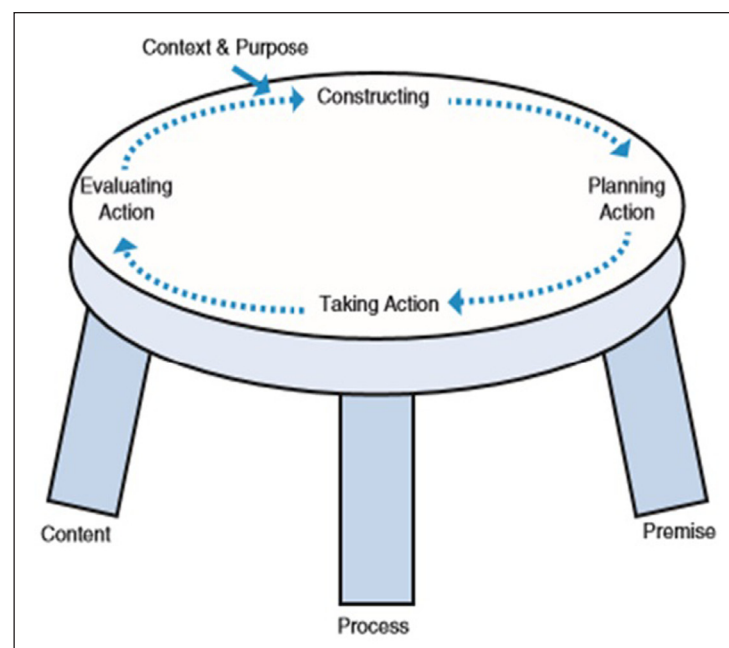 Context & Purpose
Constructing
Evaluating
Action
Planning
Action
Taking Action
Content
Process
Premise